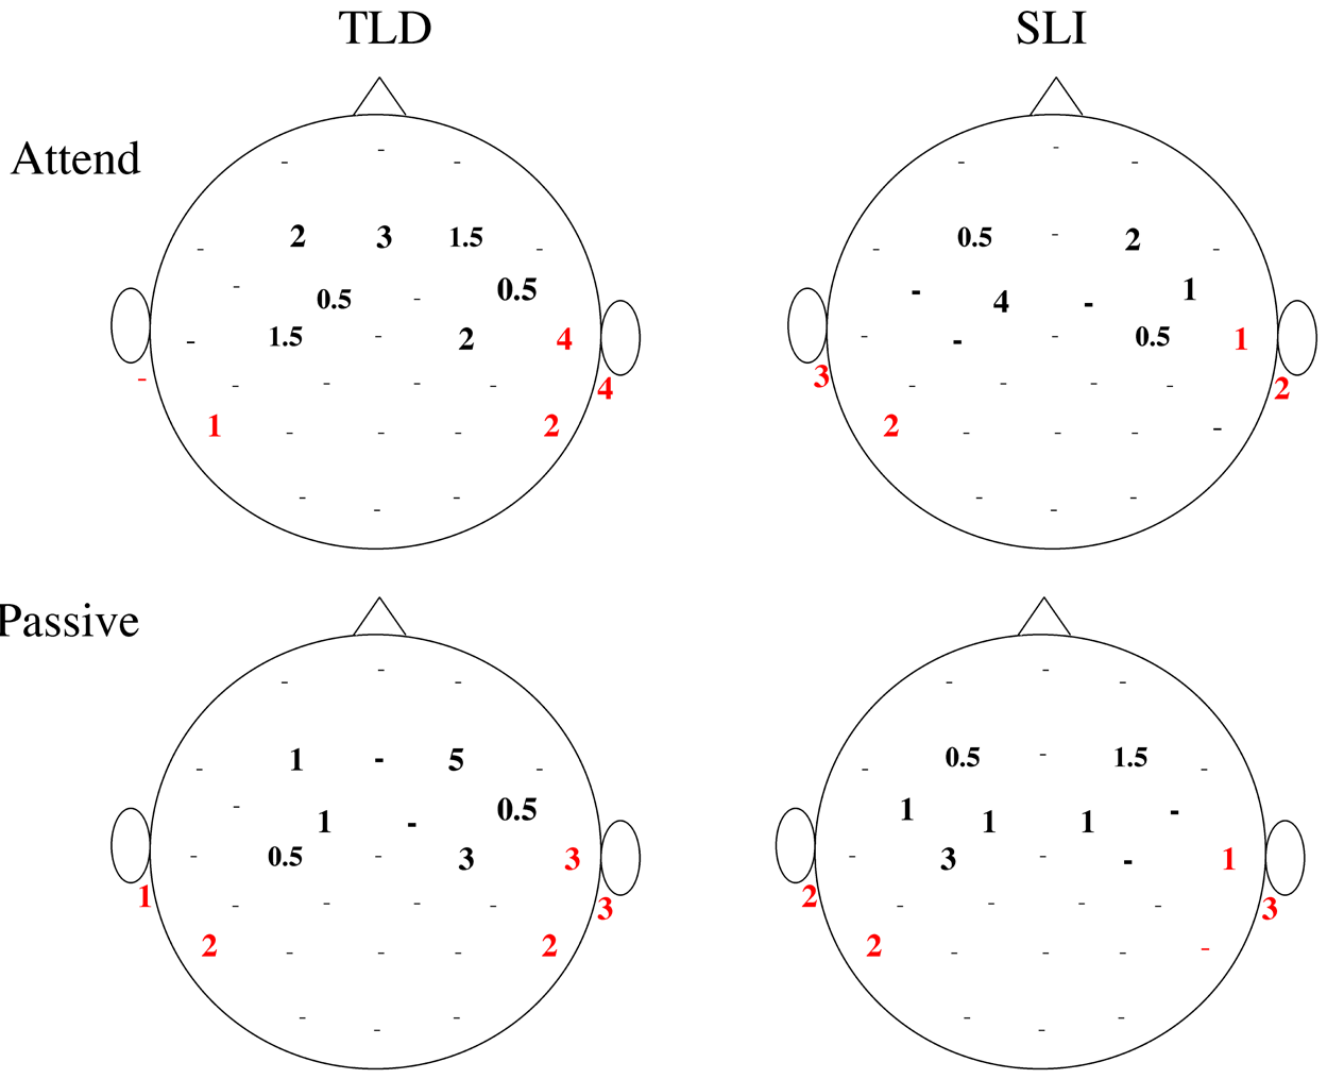 TLD SLI
Attend
- - - - - -
2 3 1.5 0.5 - 2
- - - -
- 0.5 - 0.5 - 4 - 1
- 1.5 - 2 4 - - - 0.5 1
- - - - - 4 3 - - - - 2
1 - - - 2 2 - - - -
- - - -
- -
Passive
- - - - - -
1 - 5 0.5 - 1.5
- - - -
- 1 - 0.5 1 1 1 -
- 0.5 - 3 3 - 3 - - 1
1 - - - - 3 2 - - - - 3
2 - - - 2 2 - - - -
- - - -
- -